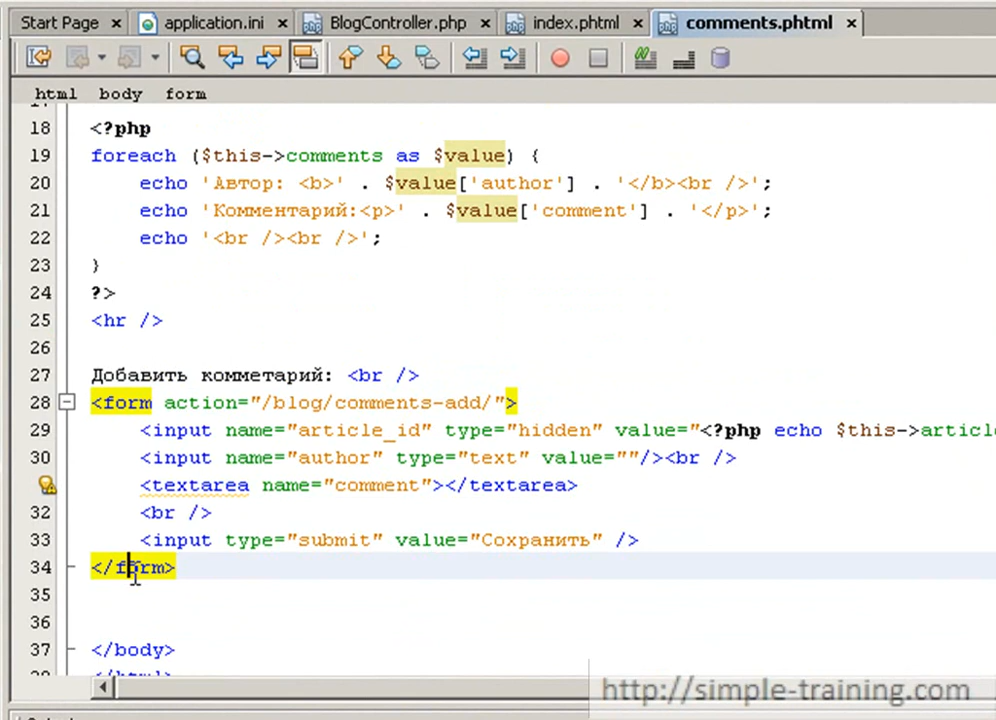 Start Page application.ini BlogController.php index.phtml comments.phtml
html body form
18 <?php
19 foreach ($this->comments as $value) {
20 echo 'Автор: <b>' . $value['author'] . '</b><br />';
21 echo 'Комментарий:<p>' . $value['comment'] . '</p>';
22 echo '<br /><br />';
23 }
24 ?>
25 <hr />
26
27 Добавить комметарий: <br />
28 <form action="/blog/comments-add/">
29 <input name="article_id" type="hidden" value="<?php echo $this->articl
30 <input name="author" type="text" value=""/><br />
<textarea name="comment"></textarea>
32 <br />
33 <input type="submit" value="Сохранить" />
34 </form>
35
36
37 </body>
</html>
http://simple-training.com